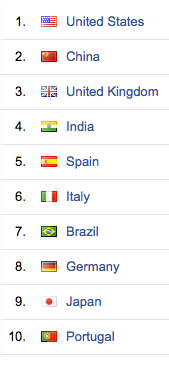 1. United States
2. China
3. United Kingdom
4. India
5. Spain
6. Italy
7. Brazil
8. Germany
9. Japan
10. Portugal